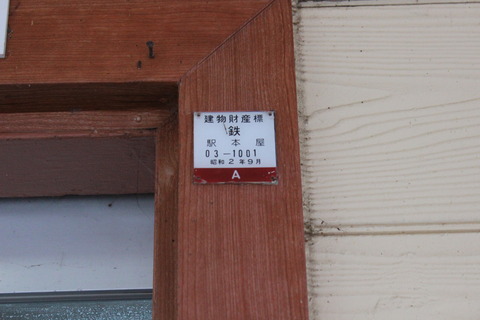 建物財産標
鉄
駅本屋
03-1001
昭和2年9月
A